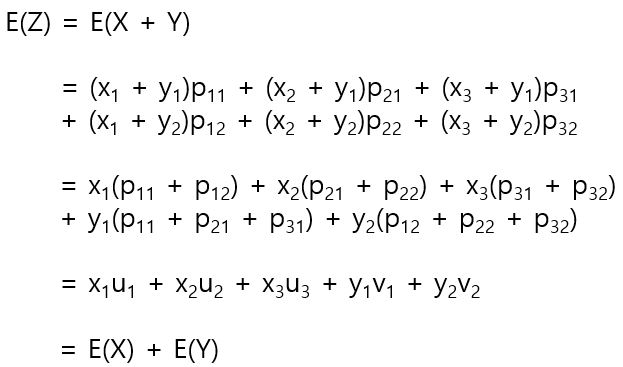 E(Z) = E(X + Y)
= (x₁ + y₁)p₁₁ + (x₂ + y₁)p₂₁ + (x₃ + y₁)p₃₁
+ (x₁ + y₂)p₁₂ + (x₂ + y₂)p₂₂ + (x₃ + y₂)p₃₂
= x₁(p₁₁ + p₁₂) + x₂(p₂₁ + p₂₂) + x₃(p₃₁ + p₃₂)
+ y₁(p₁₁ + p₂₁ + p₃₁) + y₂(p₁₂ + p₂₂ + p₃₂)
= x₁u₁ + x₂u₂ + x₃u₃ + y₁v₁ + y₂v₂
= E(X) + E(Y)